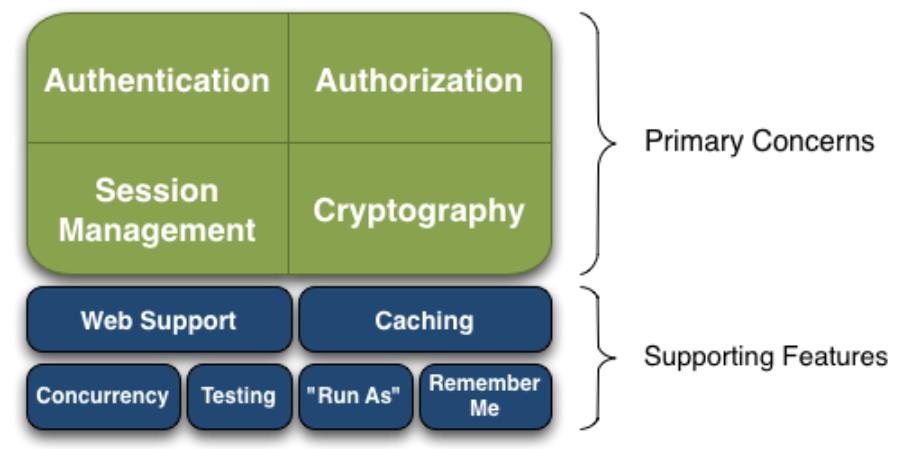 Authentication
Authorization
Primary Concerns
Session
Management
Cryptography
Web Support
Caching
Supporting Features
Concurrency
Testing
"Run As"
Remember
Me